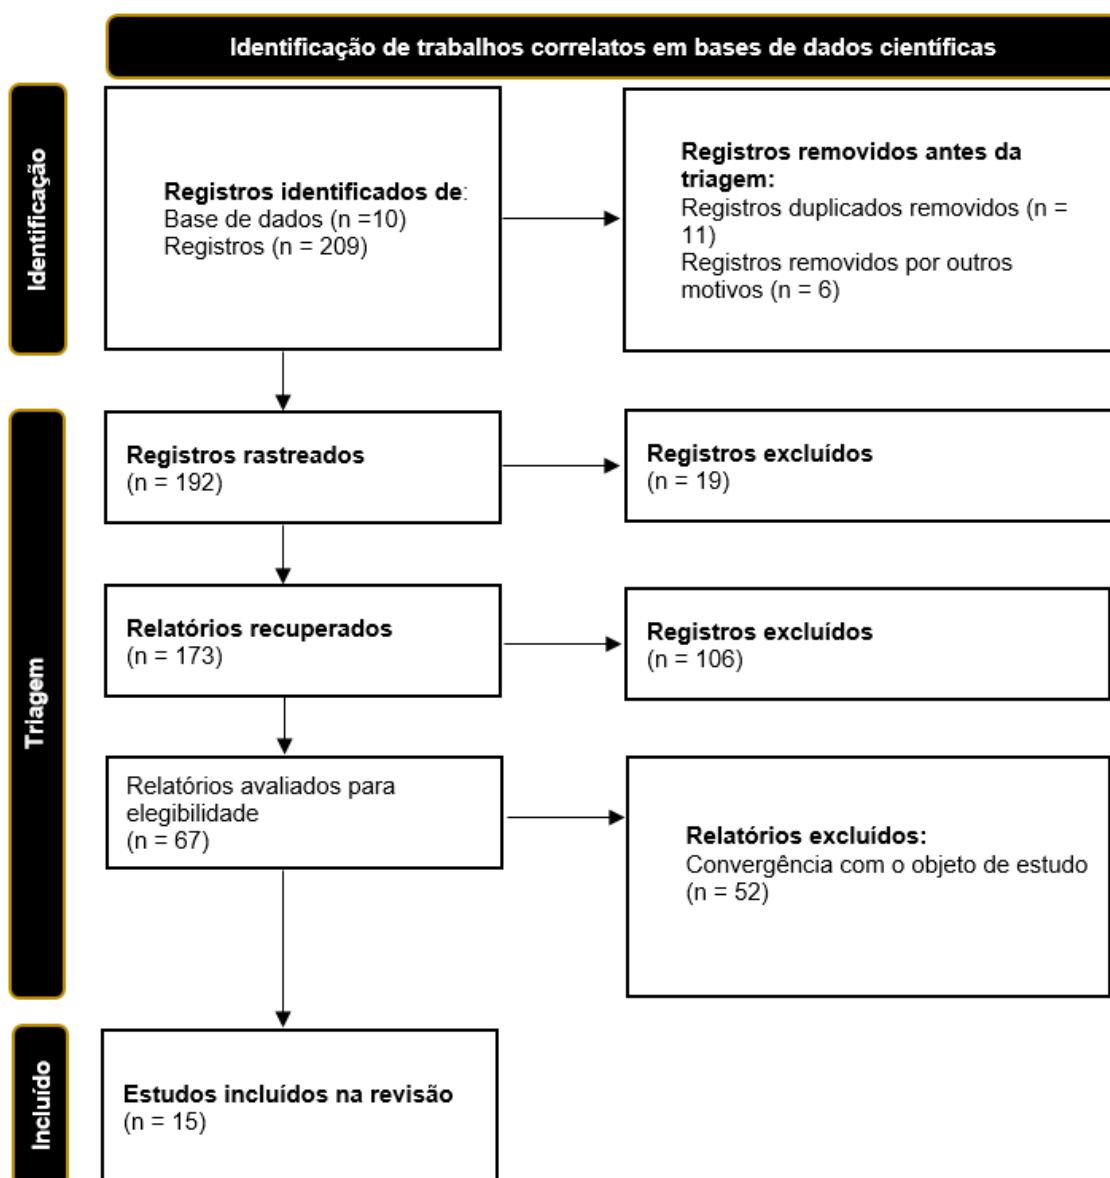 Identificação de trabalhos correlatos em bases de dados científicas
Identificação
Registros identificados de:
Base de dados (n =10)
Registros (n = 209)
Registros removidos antes da
triagem:
Registros duplicados removidos (n =
11)
Registros removidos por outros
motivos (n = 6)
Triagem
Registros rastreados
(n = 192)
Registros excluídos
(n = 19)
Relatórios recuperados
(n = 173)
Registros excluídos
(n = 106)
Relatórios avaliados para
elegibilidade
(n = 67)
Relatórios excluídos:
Convergência com o objeto de estudo
(n = 52)
Incluído
Estudos incluídos na revisão
(n = 15)